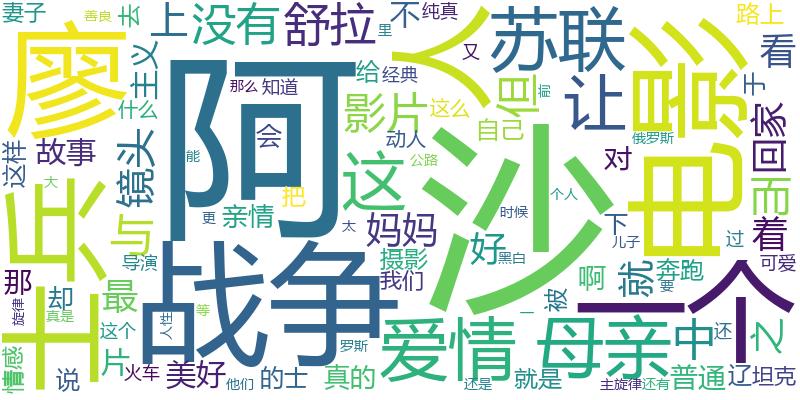 妻子
善良
去
上
没有
舒拉
里
不
纯真
人
苏联
路上
廖
主义
阿
那么
知道
给
经典
又
影
看
什么
会
影片
这么
但
让
前
于
电
这样
故事
镜头
能
动人
自己
俄罗斯
对
回家
兵
大
把
这
公路
沙
个人
而
与
亲情
更
太
妈妈
时候
下
着
士
那
导演
战争
摄影
好
黑白
儿子
过
可爱
旋律
却
最
等
我们
啊
就
奔跑
要
一个
真是
这个
人性
被
情感
片
罗斯
爱情
一
母亲
中
还
之
说
火车
美好
他们
的士
真的
还是
就是
主旋律
还有
普通
辽
坦克